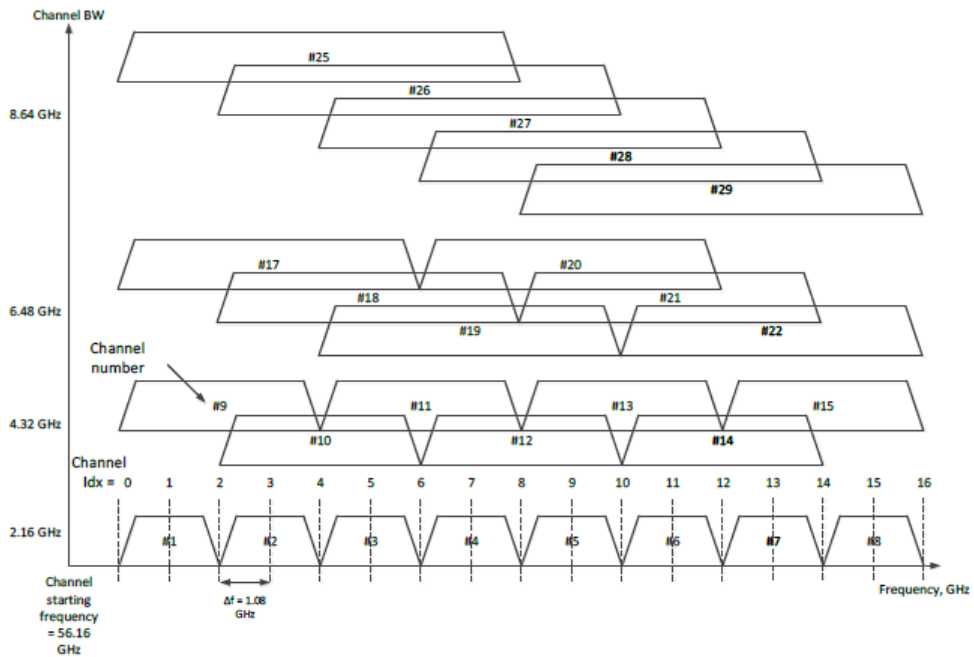 Channel BW
#25
#26
8.64 GHz
#27
#28
#29
#17
#20
#18
#21
6.48 GHz
#19
#22
Channel
number
#9
#11
#13
#15
4.32 GHz
#10
#12
#14
Channel
Idx = 0 1 2 3 4 5 6 7 8 9 10 11 12 13 14 15 16
2.16 GHz
#1
#2
#3
#4
#5
#6
#7
#8
Channel
starting
frequency
= 56.16
GHz
Δf = 1.08
GHz
Frequency, GHz